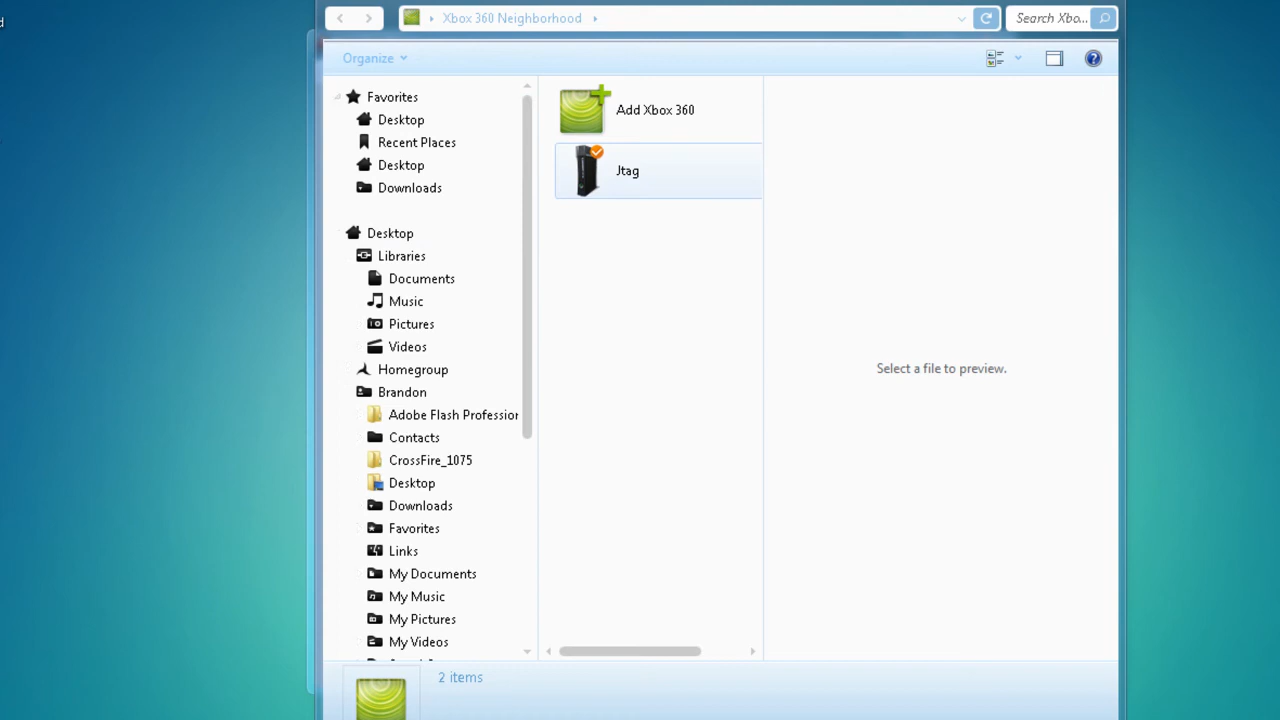 d
Xbox 360 Neighborhood
Search Xbo...
Organize
Favorites
Desktop
Recent Places
Desktop
Downloads
Desktop
Libraries
Documents
Music
Pictures
Videos
Homegroup
Brandon
Adobe Flash Profession
Contacts
CrossFire_1075
Desktop
Downloads
Favorites
Links
My Documents
My Music
My Pictures
My Videos
Add Xbox 360
Jtag
Select a file to preview.
2 items